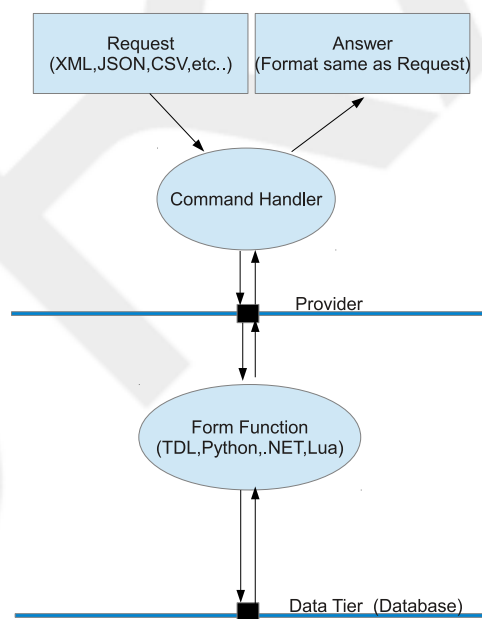 Request
(XML,JSON,CSV,etc..)
Answer
(Format same as Request)
Command Handler
Provider
Form Function
(TDL,Python,.NET,Lua)
Data Tier (Database)